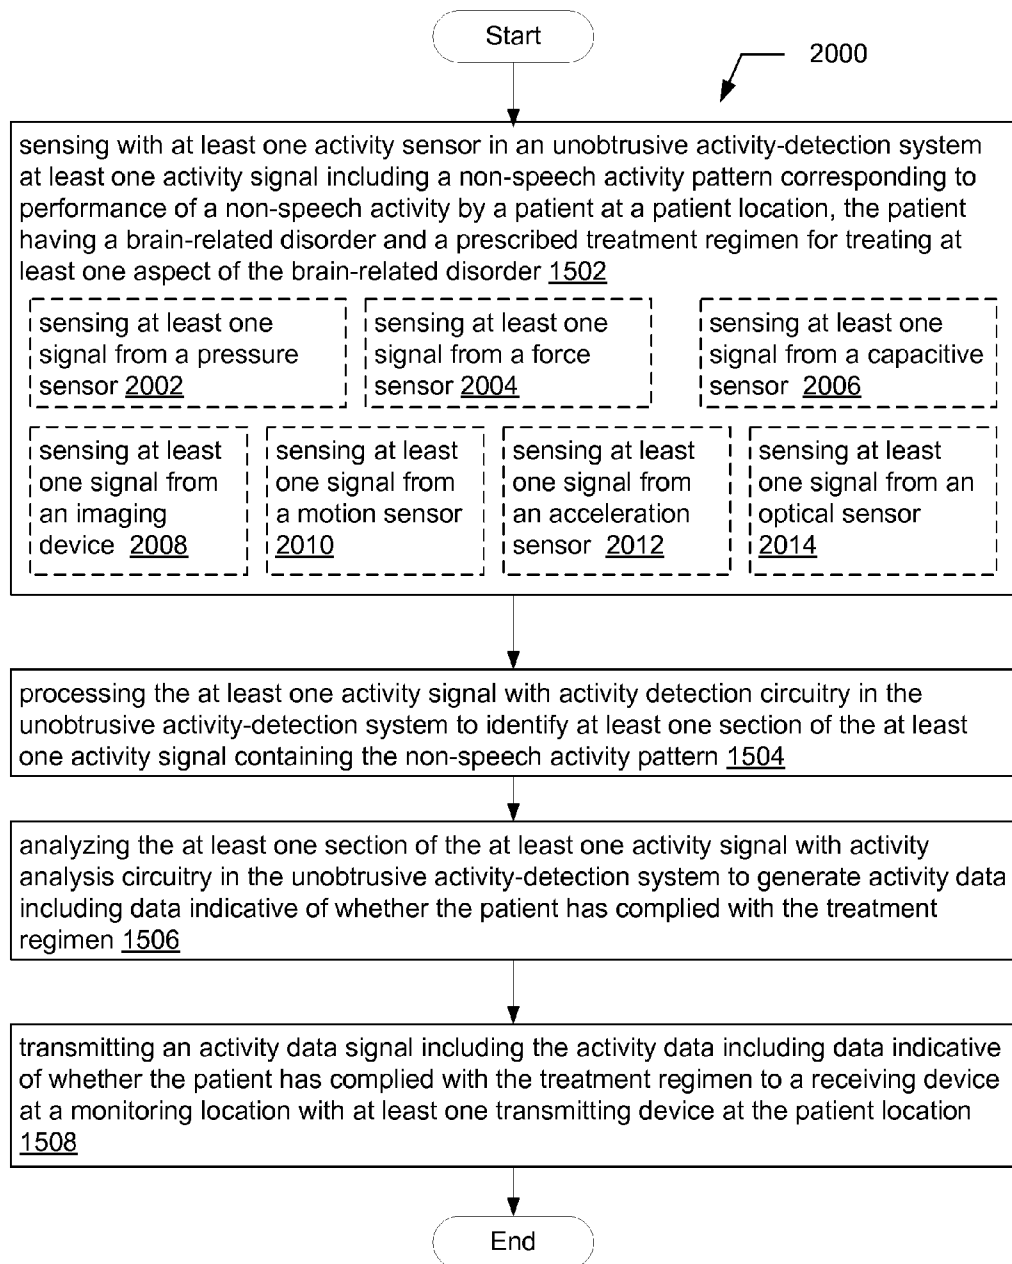 Start
2000
sensing with at least one activity sensor in an unobtrusive activity-detection system
at least one activity signal including a non-speech activity pattern corresponding to
performance of a non-speech activity by a patient at a patient location, the patient
having a brain-related disorder and a prescribed treatment regimen for treating at
least one aspect of the brain-related disorder 1502
sensing at least one
signal from a pressure
sensor 2002
sensing at least one
signal from a force
sensor 2004
sensing at least one
signal from a capacitive
sensor 2006
sensing at least
one signal from
an imaging
device 2008
sensing at least
one signal from
a motion sensor
2010
sensing at least
one signal from
an acceleration
sensor 2012
sensing at least
one signal from an
optical sensor
2014
processing the at least one activity signal with activity detection circuitry in the
unobtrusive activity-detection system to identify at least one section of the at least
one activity signal containing the non-speech activity pattern 1504
analyzing the at least one section of the at least one activity signal with activity
analysis circuitry in the unobtrusive activity-detection system to generate activity data
including data indicative of whether the patient has complied with the treatment
regimen 1506
transmitting an activity data signal including the activity data including data indicative
of whether the patient has complied with the treatment regimen to a receiving device
at a monitoring location with at least one transmitting device at the patient location
1508
End